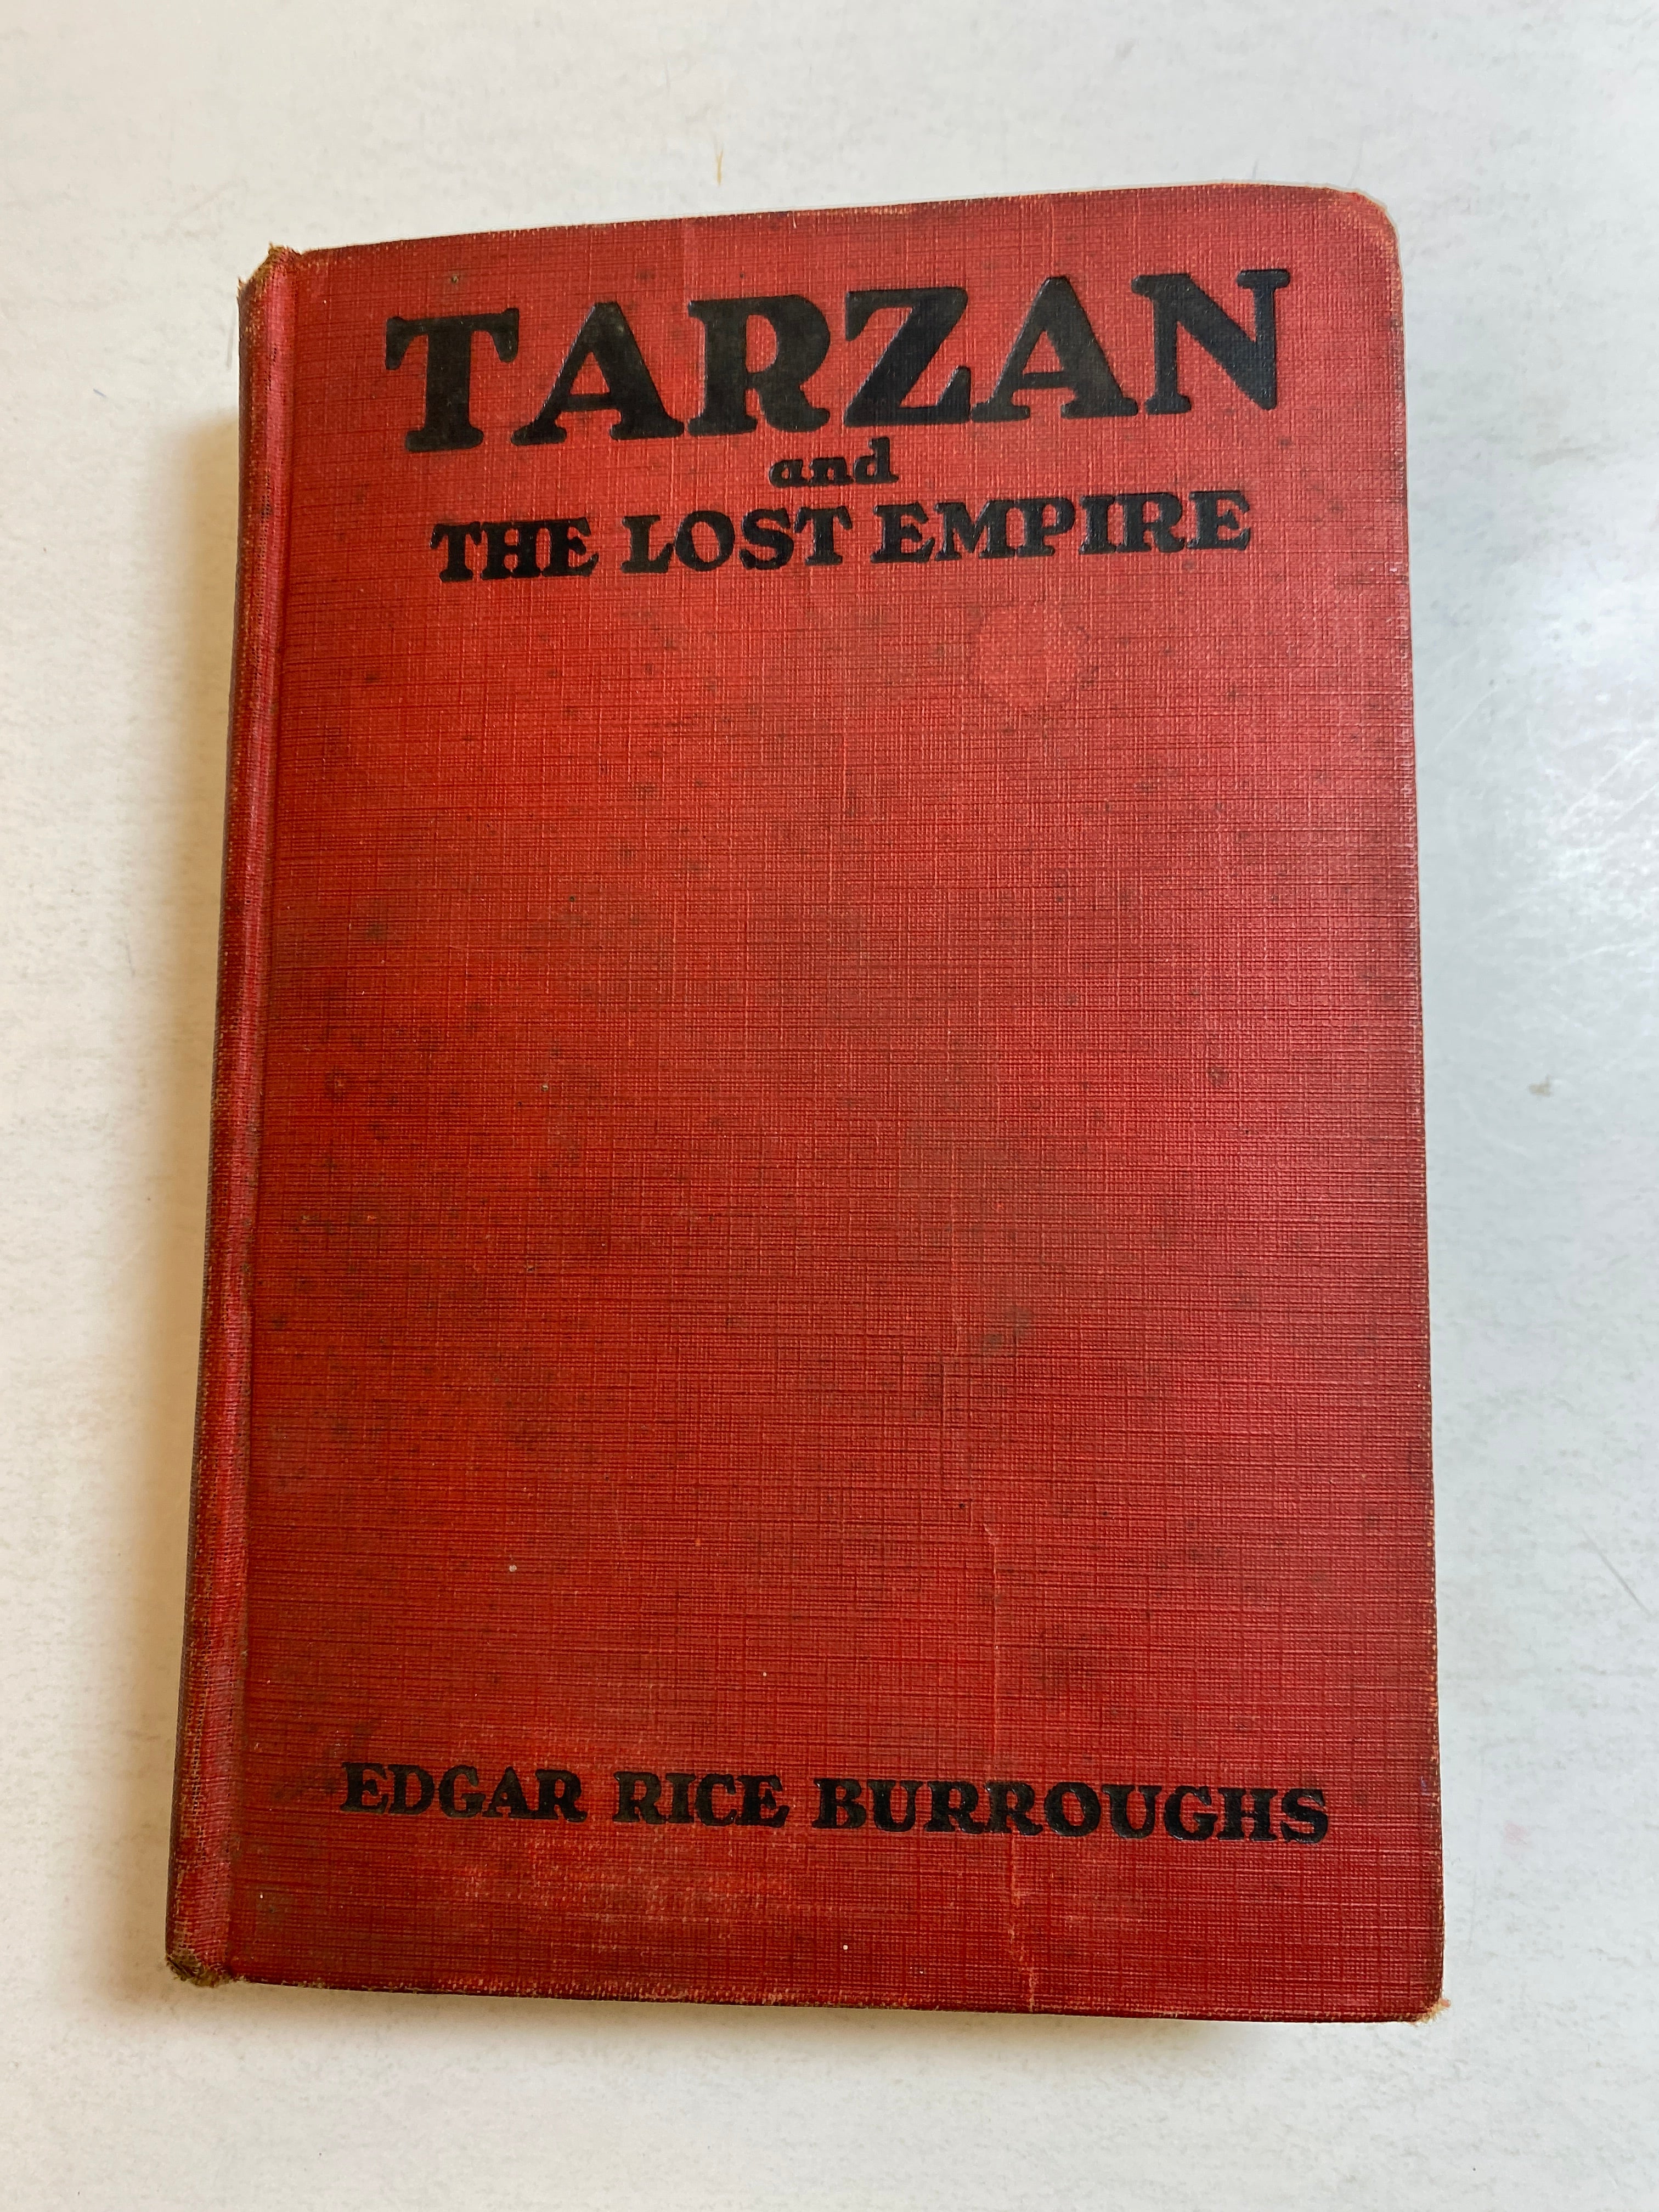 TARZAN
and
THE LOST EMPIRE
EDGAR RICE BURROUGHS